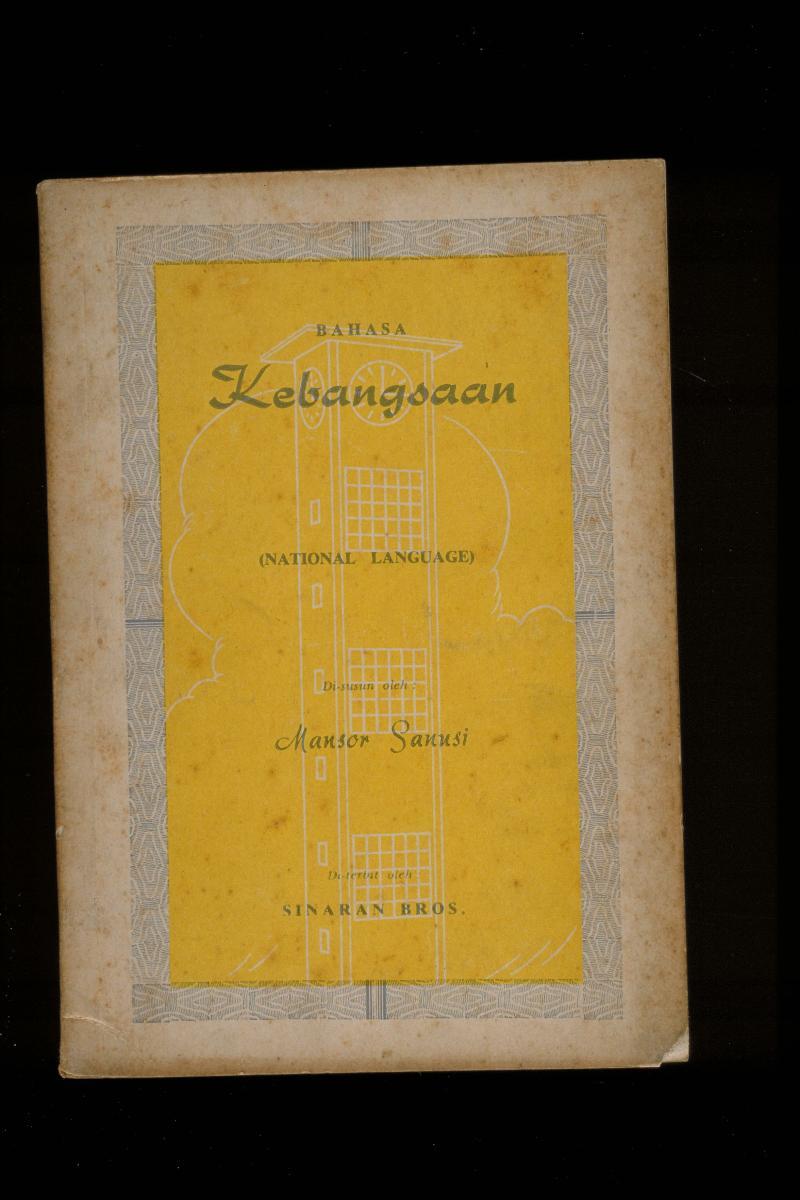 BAHASA
Kebangsaan
(NATIONAL LANGUAGE)
Di-susun oleh :
Mansor Sanusi
Di-terbit oleh :
SINARAN BROS.